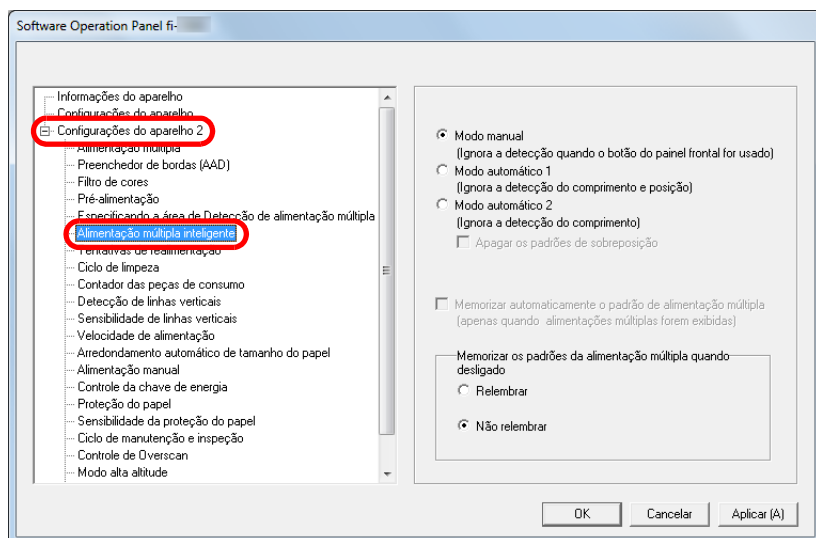 Software Operation Panel fi-
Informações do aparelho
Configurações do aparelho
Configurações do aparelho 2
Alimentação múltipla
Preenchedor de bordas (AAD)
Filtro de cores
Pré-alimentação
Especificando a área de Detecção de alimentação múltipla
Alimentação múltipla inteligente
Tentativas de realimentação
Ciclo de limpeza
Contador das peças de consumo
Detecção de linhas verticais
Sensibilidade de linhas verticais
Velocidade de alimentação
Arredondamento automático de tamanho do papel
Alimentação manual
Controle da chave de energia
Proteção do papel
Sensibilidade da proteção do papel
Ciclo de manutenção e inspeção
Controle de Overscan
Modo alta altitude
Modo manual
(Ignora a detecção quando o botão do painel frontal for usado)
Modo automático 1
(Ignora a detecção do comprimento e posição)
Modo automático 2
(Ignora a detecção do comprimento)
Apagar os padrões de sobreposição
Memorizar automaticamente o padrão de alimentação múltipla
(apenas quando alimentações múltiplas forem exibidas)
Memorizar os padrões da alimentação múltipla quando
desligado
Relembrar
Não relembrar
OK
Cancelar
Aplicar (A)